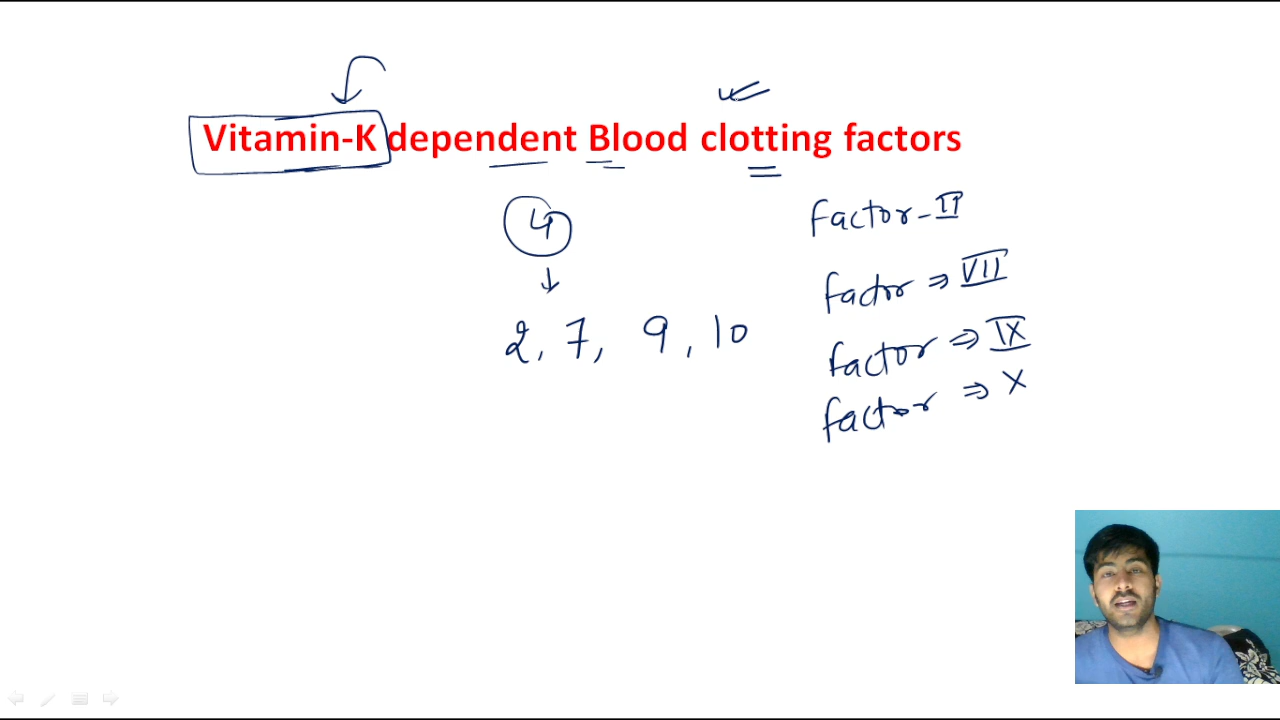 Vitamin-K dependent Blood clotting factors
4
2, 7, 9, 10
factor - II
factor ⇒ VII
factor ⇒ IX
factor ⇒ X